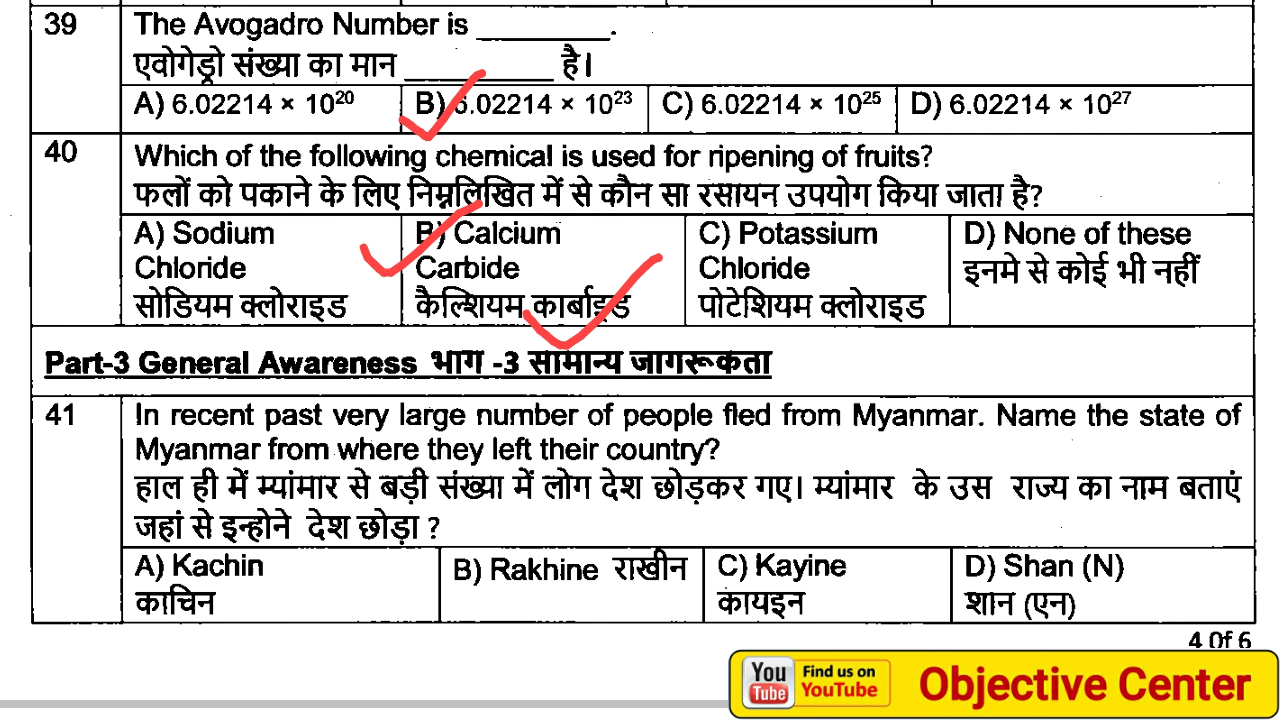 39 The Avogadro Number is ________.
एवोगेड्रो संख्या का मान _________ है।
A) 6.02214 × 10²⁰ B) 6.02214 × 10²³ C) 6.02214 × 10²⁵ D) 6.02214 × 10²⁷
40 Which of the following chemical is used for ripening of fruits?
फलों को पकाने के लिए निम्नलिखित में से कौन सा रसायन उपयोग किया जाता है?
A) Sodium B) Calcium C) Potassium D) None of these
Chloride Carbide Chloride इनमे से कोई भी नहीं
सोडियम क्लोराइड कैल्शियम कार्बाइड पोटेशियम क्लोराइड
Part-3 General Awareness भाग -3 सामान्य जागरूकता
41 In recent past very large number of people fled from Myanmar. Name the state of
Myanmar from where they left their country?
हाल ही में म्यांमार से बड़ी संख्या में लोग देश छोड़कर गए। म्यांमार के उस राज्य का नाम बताएं
जहां से इन्होने देश छोड़ा ?
A) Kachin B) Rakhine राखीन C) Kayine D) Shan (N)
काचिन कायइन शान (एन)
4 Of 6
You Tube Find us on YouTube Objective Center